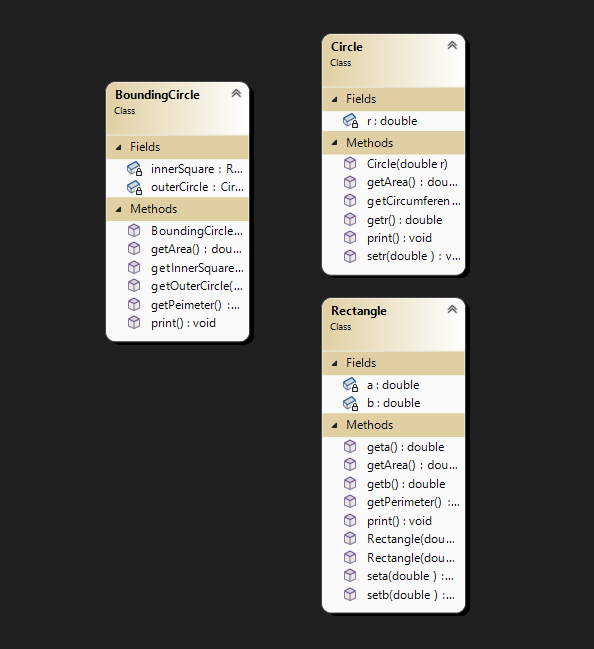 BoundingCircle
Class
Fields
innerSquare : R...
outerCircle : Cir...
Methods
BoundingCircle...
getArea() : dou...
getInnerSquare...
getOuterCircle(...
getPeimeter() :...
print() : void
Circle
Class
Fields
r : double
Methods
Circle(double r)
getArea() : dou...
getCircumferen...
getr() : double
print() : void
setr(double ) : v...
Rectangle
Class
Fields
a : double
b : double
Methods
geta() : double
getArea() : dou...
getb() : double
getPerimeter() :...
print() : void
Rectangle(dou...
Rectangle(dou...
seta(double ) :...
setb(double ) :...